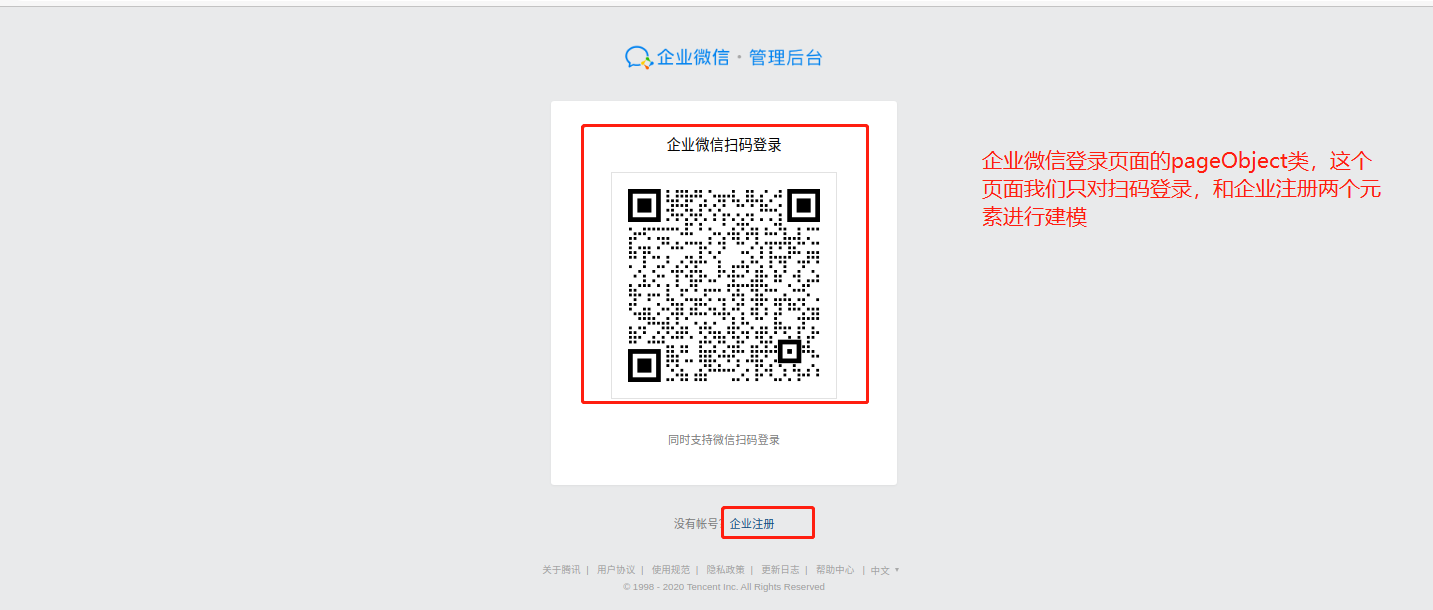 企业微信·管理后台
企业微信扫码登录
企业微信登录页面的pageObject类，这个
页面我们只对扫码登录，和企业注册两个元
素进行建模
同时支持微信扫码登录
没有帐号? 企业注册
关于腾讯 | 用户协议 | 使用规范 | 隐私政策 | 更新日志 | 帮助中心 | 中文
© 1998 - 2020 Tencent Inc. All Rights Reserved